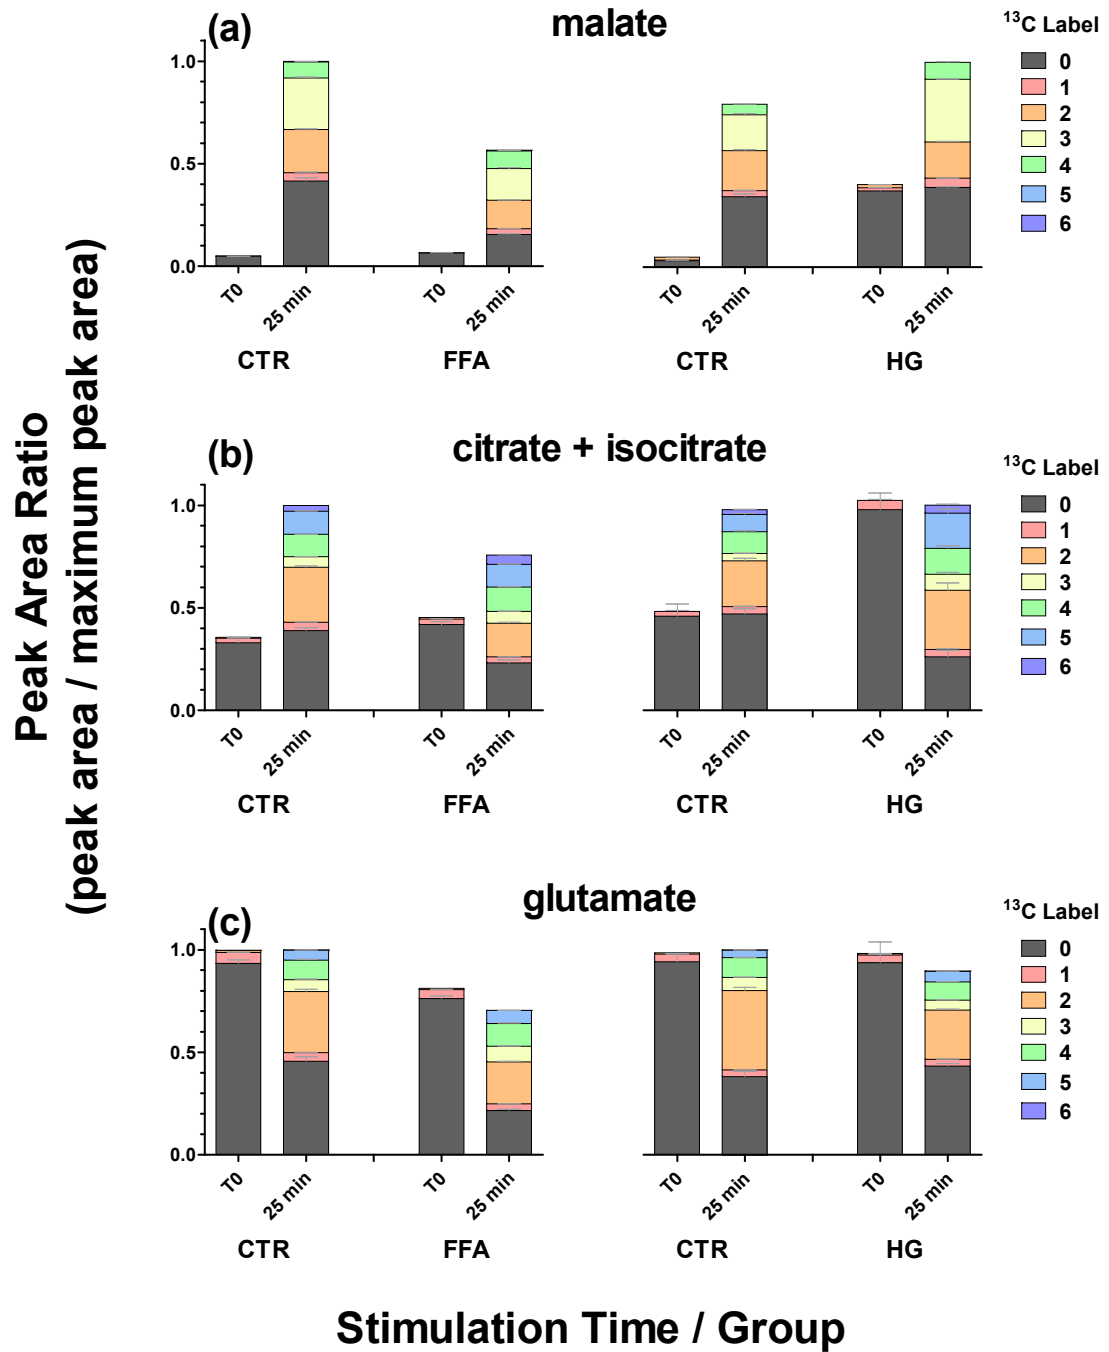 (a)
malate
¹³C Label
0
1
2
3
4
5
6
1.0
0.5
0.0
T0
25 min
T0
25 min
T0
25 min
T0
25 min
CTR
FFA
CTR
HG
Peak Area Ratio
(peak area / maximum peak area)
(b)
citrate + isocitrate
¹³C Label
0
1
2
3
4
5
6
1.0
0.5
0.0
T0
25 min
T0
25 min
T0
25 min
T0
25 min
CTR
FFA
CTR
HG
(c)
glutamate
¹³C Label
0
1
2
3
4
5
6
1.0
0.5
0.0
T0
25 min
T0
25 min
T0
25 min
T0
25 min
CTR
FFA
CTR
HG
Stimulation Time / Group